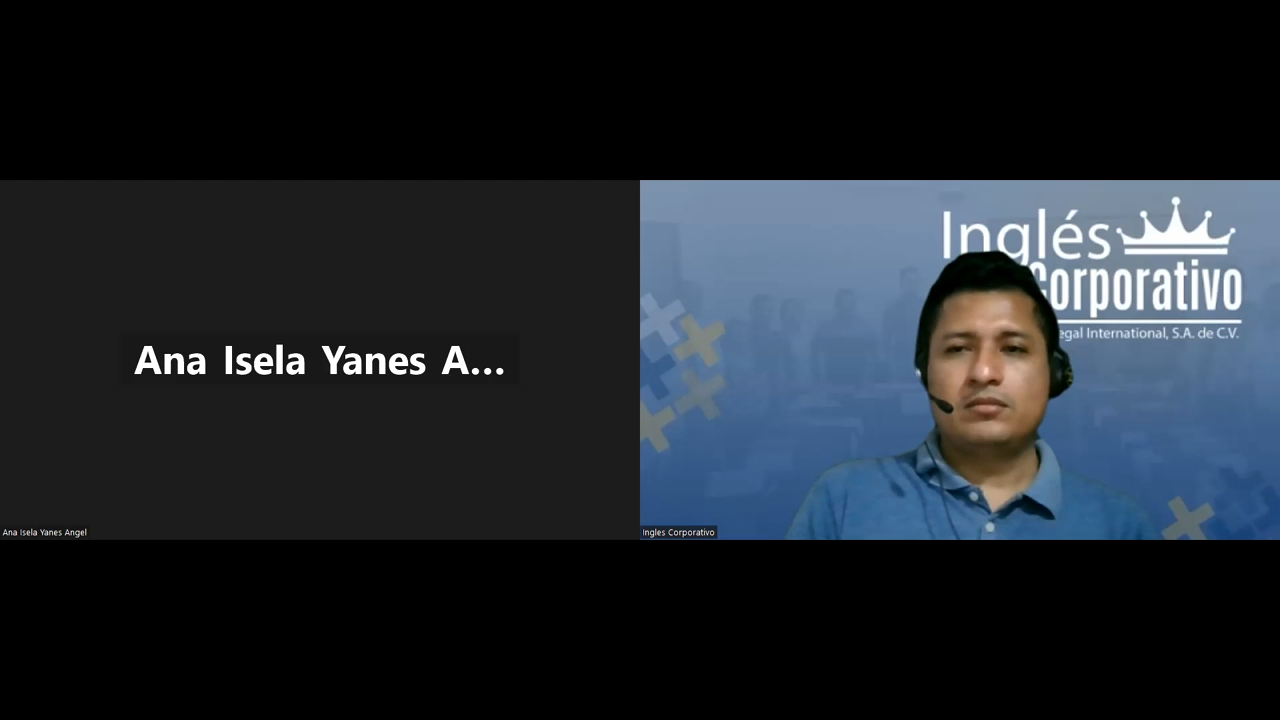 Ana Isela Yanes A...
Ana Isela Yanes Angel
Inglés
Corporativo
egal International, S.A. de C.V.
Ingles Corporativo